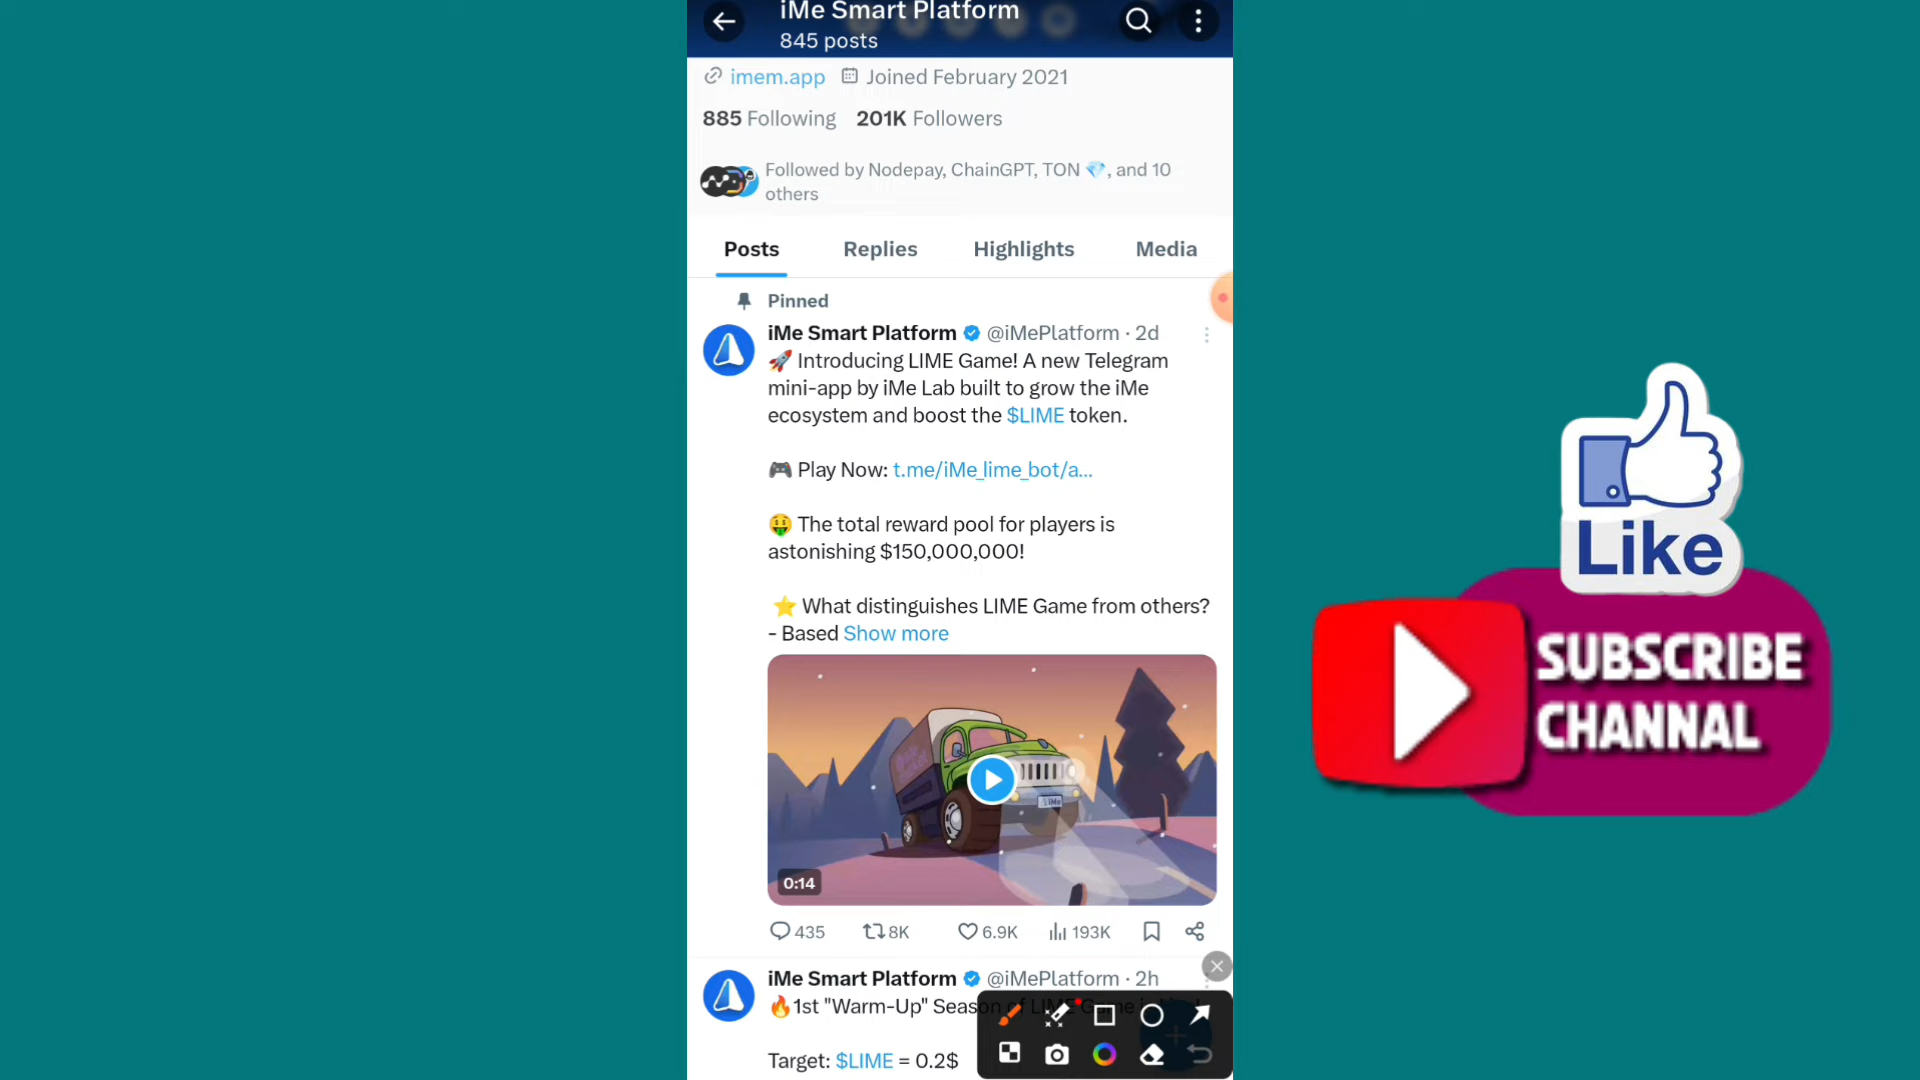 iMe Smart Platform
845 posts
imem.app Joined February 2021
885 Following 201K Followers
Followed by Nodepay, ChainGPT, TON 💎, and 10
others
Posts Replies Highlights Media
Pinned
iMe Smart Platform @iMePlatform · 2d
🚀 Introducing LIME Game! A new Telegram
mini-app by iMe Lab built to grow the iMe
ecosystem and boost the $LIME token.
🎮 Play Now: t.me/iMe_lime_bot/a...
🤑 The total reward pool for players is
astonishing $150,000,000!
⭐ What distinguishes LIME Game from others?
- Based Show more
iMe
0:14
435 8K 6.9K 193K
iMe Smart Platform @iMePlatform · 2h
🔥1st "Warm-Up" Season of LIME Game
Target: $LIME = 0.2$
Like
SUBSCRIBE
CHANNAL